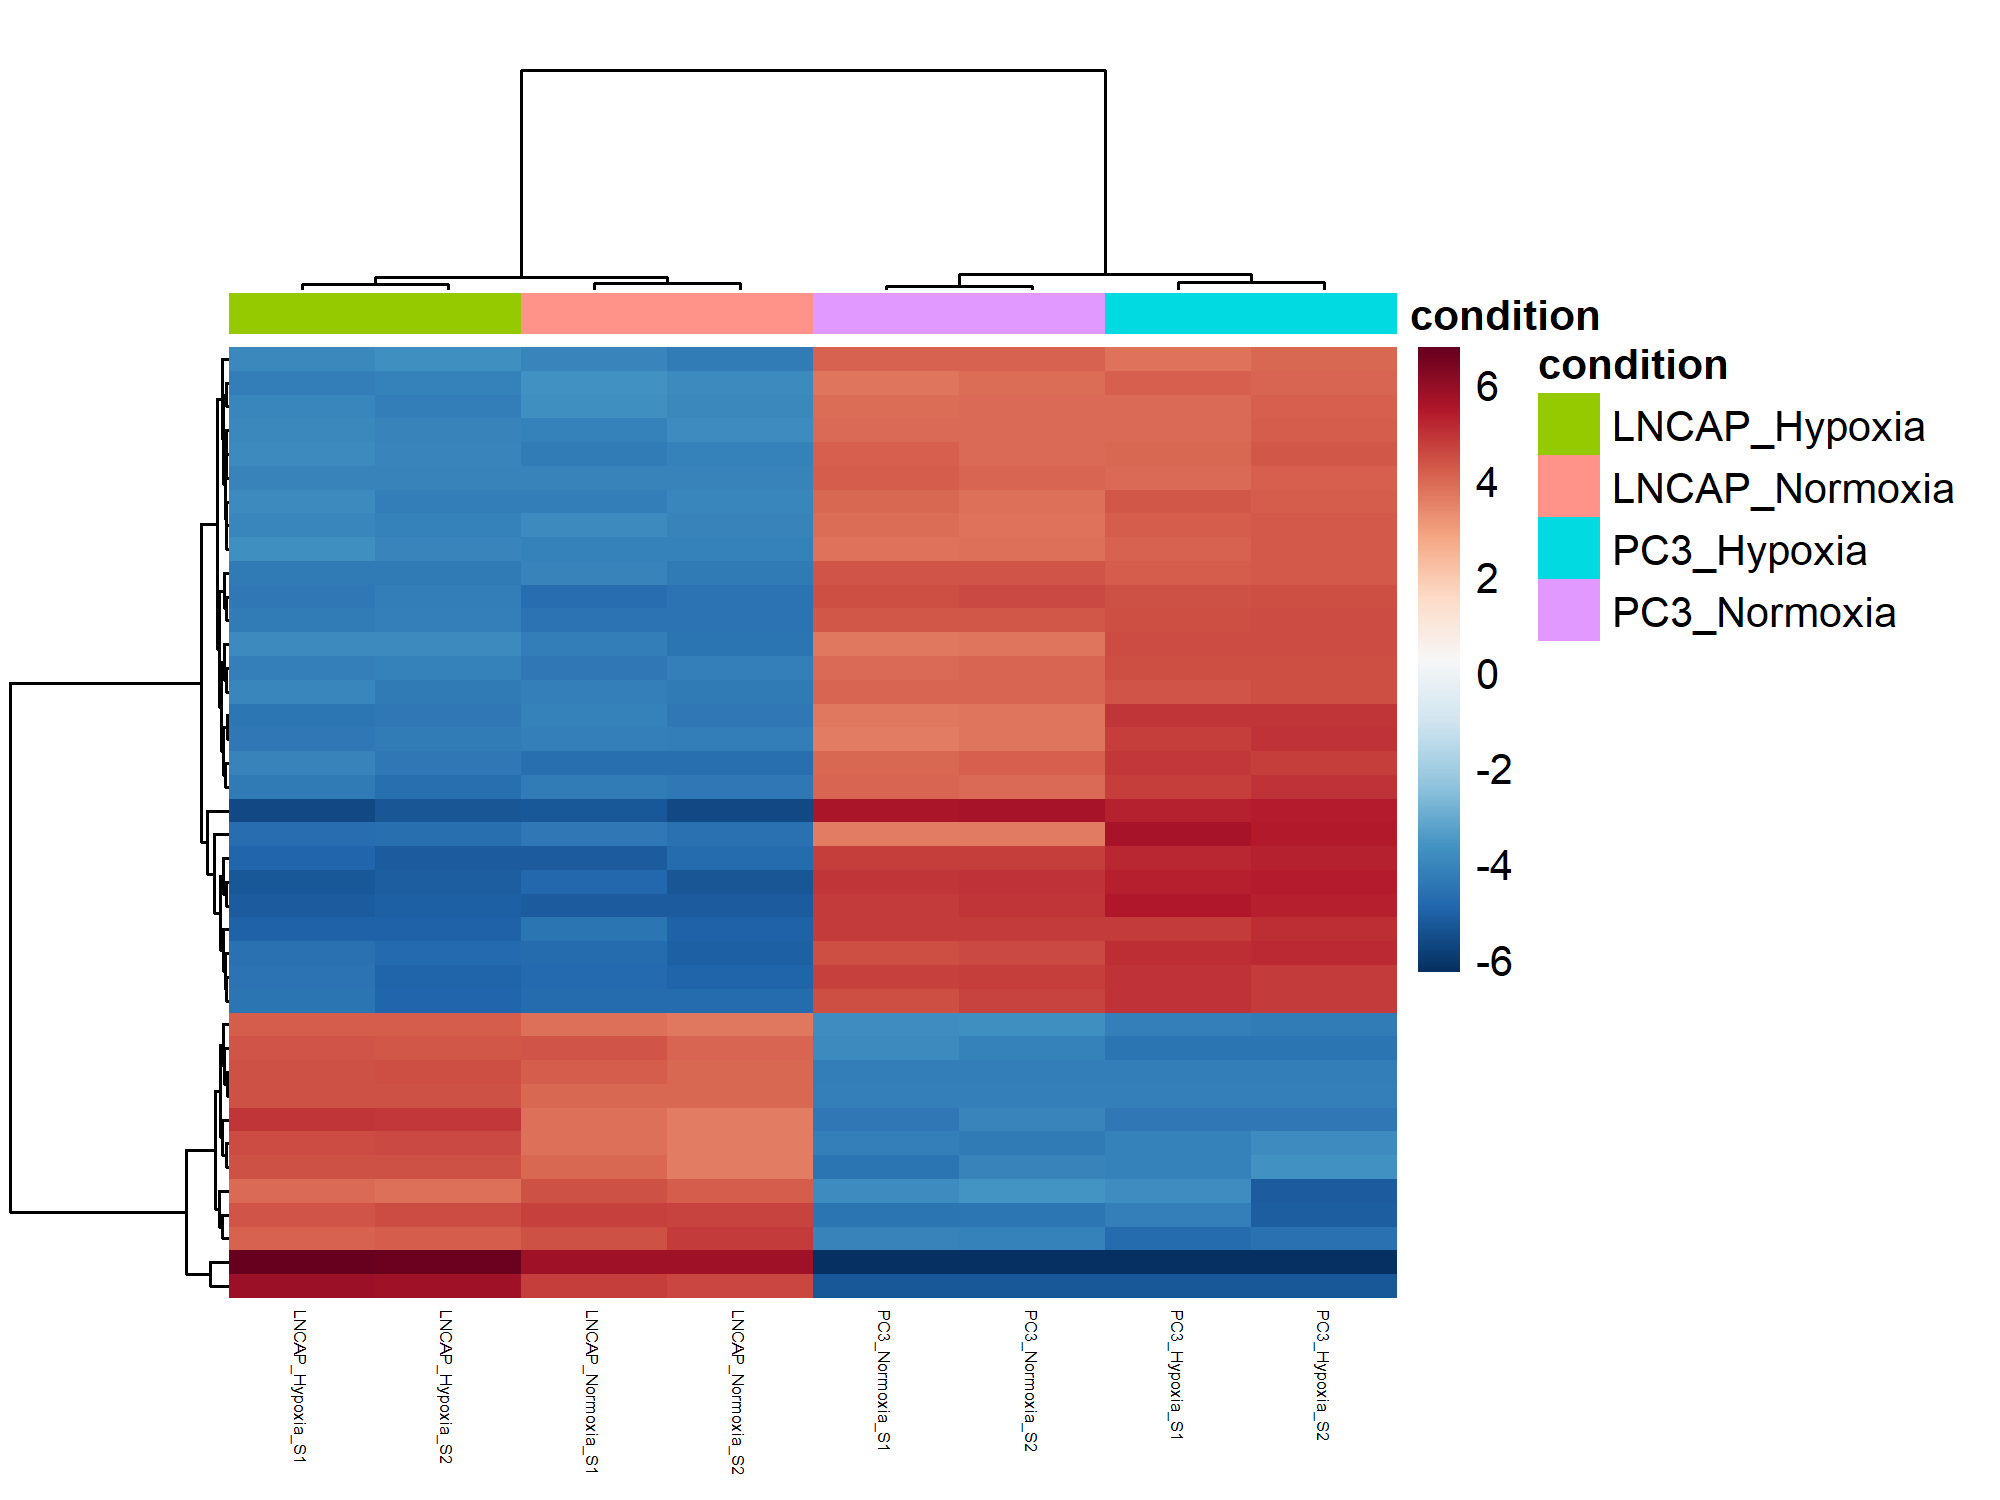 condition
6
4
2
0
-2
-4
-6
condition
LNCAP_Hypoxia
LNCAP_Normoxia
PC3_Hypoxia
PC3_Normoxia
LNCAP_Hypoxia_S1
LNCAP_Hypoxia_S2
LNCAP_Normoxia_S1
LNCAP_Normoxia_S2
PC3_Normoxia_S1
PC3_Normoxia_S2
PC3_Hypoxia_S1
PC3_Hypoxia_S2